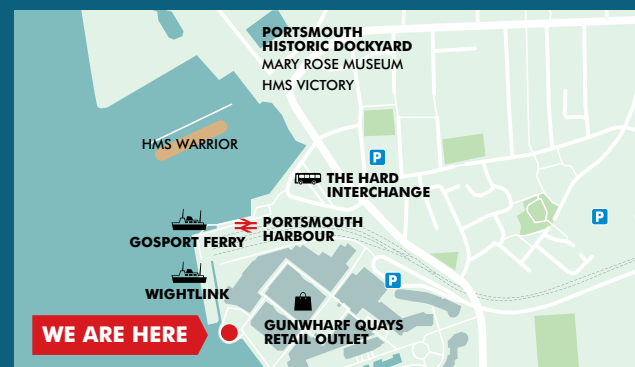 PORTSMOUTH
HISTORIC DOCKYARD
MARY ROSE MUSEUM
HMS VICTORY
HMS WARRIOR
P
THE HARD
INTERCHANGE
P
GOSPORT FERRY
PORTSMOUTH
HARBOUR
P
WIGHTLINK
GUNWHARF QUAYS
RETAIL OUTLET
WE ARE HERE